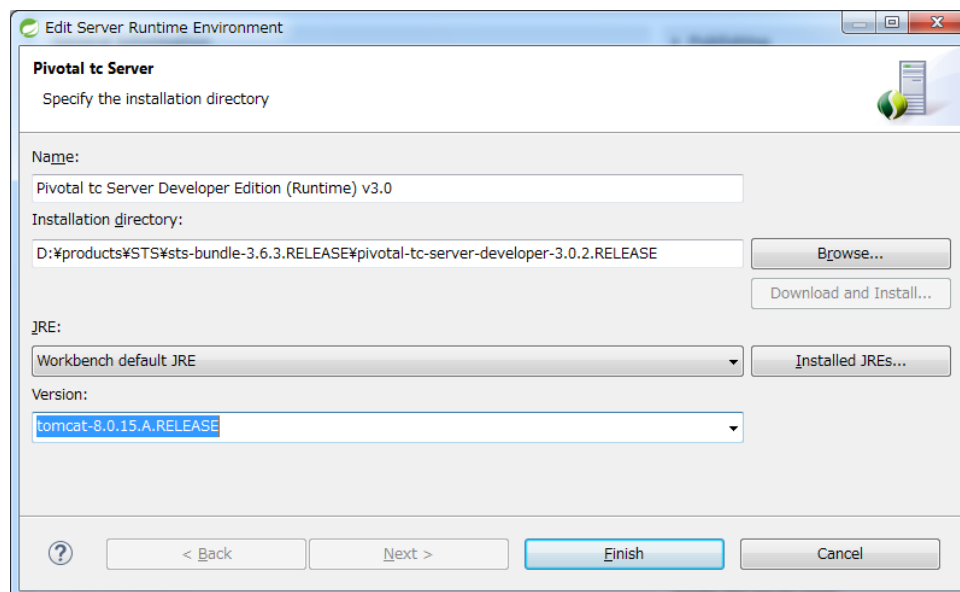 Edit Server Runtime Environment
Pivotal tc Server
Specify the installation directory
Name:
Pivotal tc Server Developer Edition (Runtime) v3.0
Installation directory:
D:¥products¥STS¥sts-bundle-3.6.3.RELEASE¥pivotal-tc-server-developer-3.0.2.RELEASE
Browse...
Download and Install...
JRE:
Workbench default JRE
Installed JREs...
Version:
tomcat-8.0.15.A.RELEASE
? < Back Next > Finish Cancel